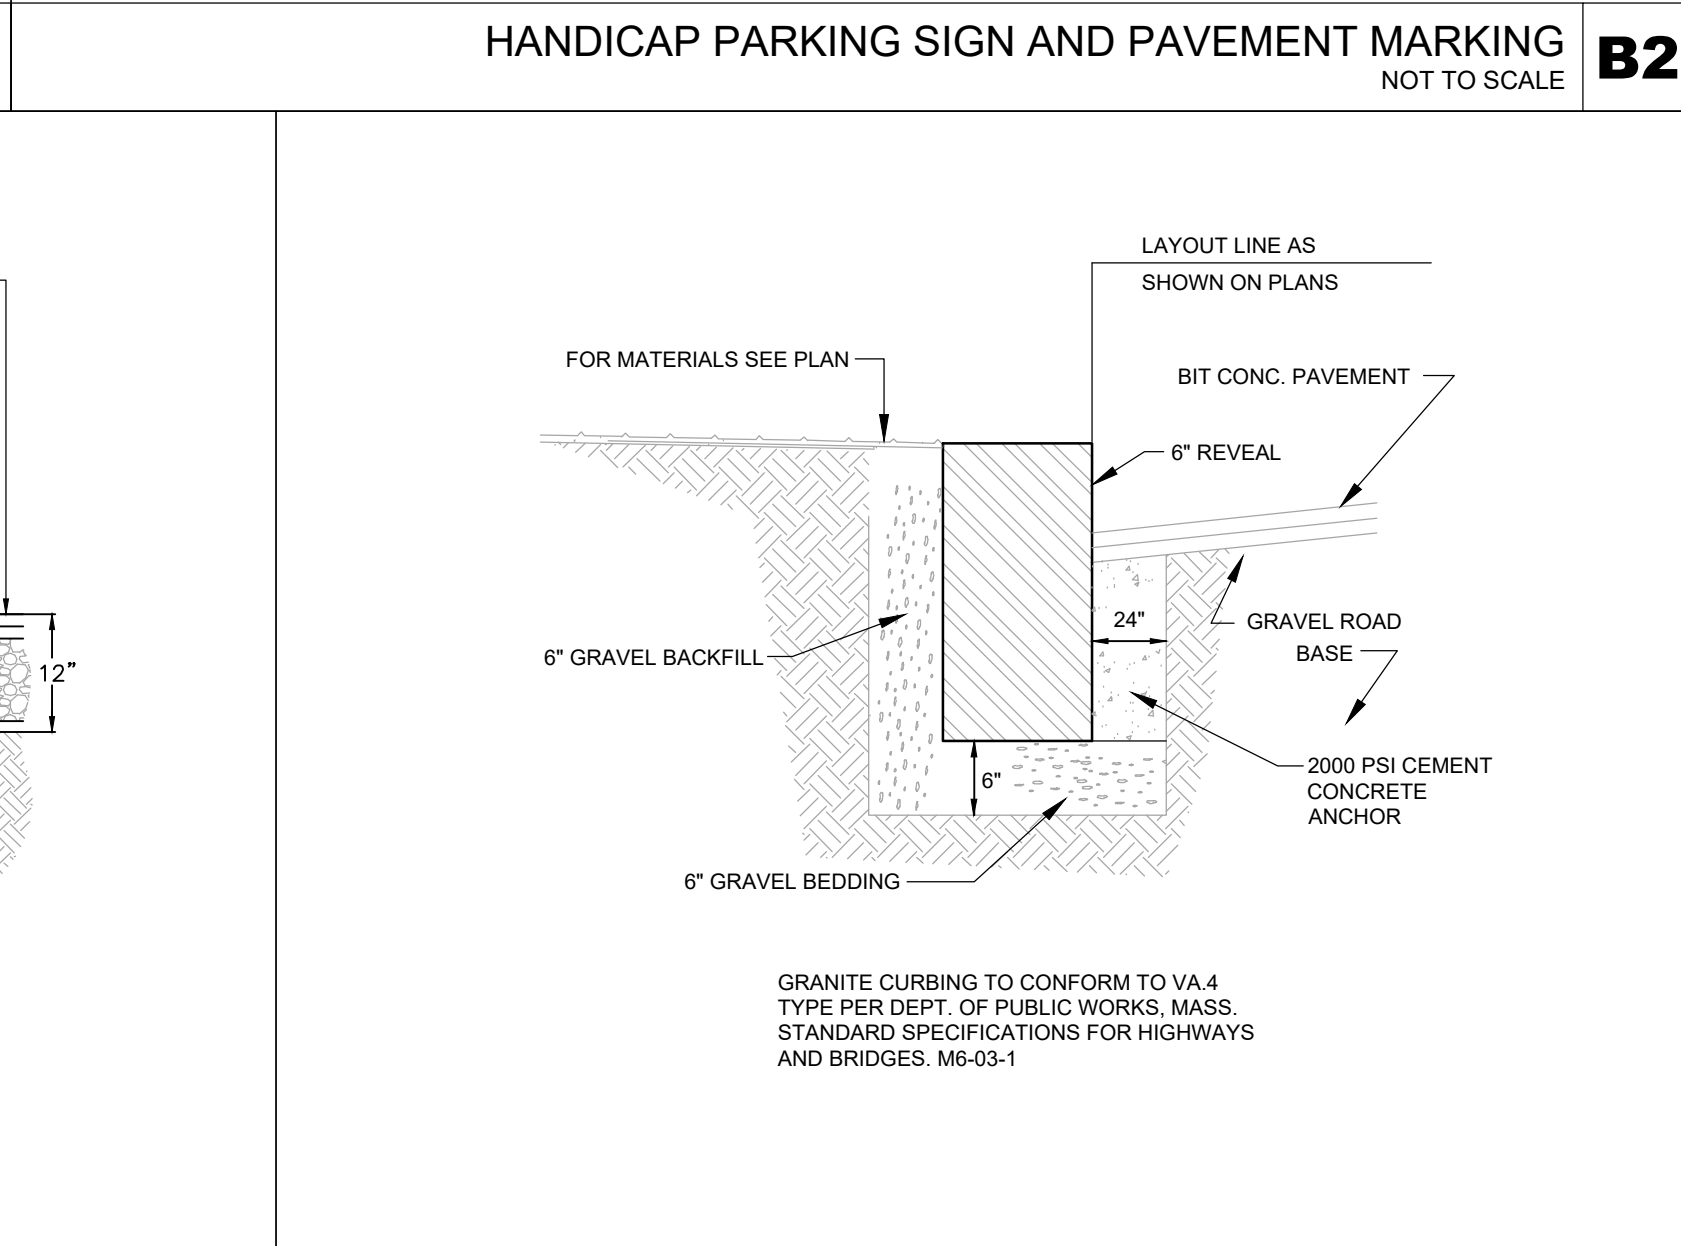 HANDICAP PARKING SIGN AND PAVEMENT MARKING
NOT TO SCALE
B2
LAYOUT LINE AS
SHOWN ON PLANS
FOR MATERIALS SEE PLAN
BIT CONC. PAVEMENT
6" REVEAL
24"
GRAVEL ROAD
BASE
6" GRAVEL BACKFILL
12"
6"
2000 PSI CEMENT
CONCRETE
ANCHOR
6" GRAVEL BEDDING
GRANITE CURBING TO CONFORM TO VA.4
TYPE PER DEPT. OF PUBLIC WORKS, MASS.
STANDARD SPECIFICATIONS FOR HIGHWAYS
AND BRIDGES. M6-03-1